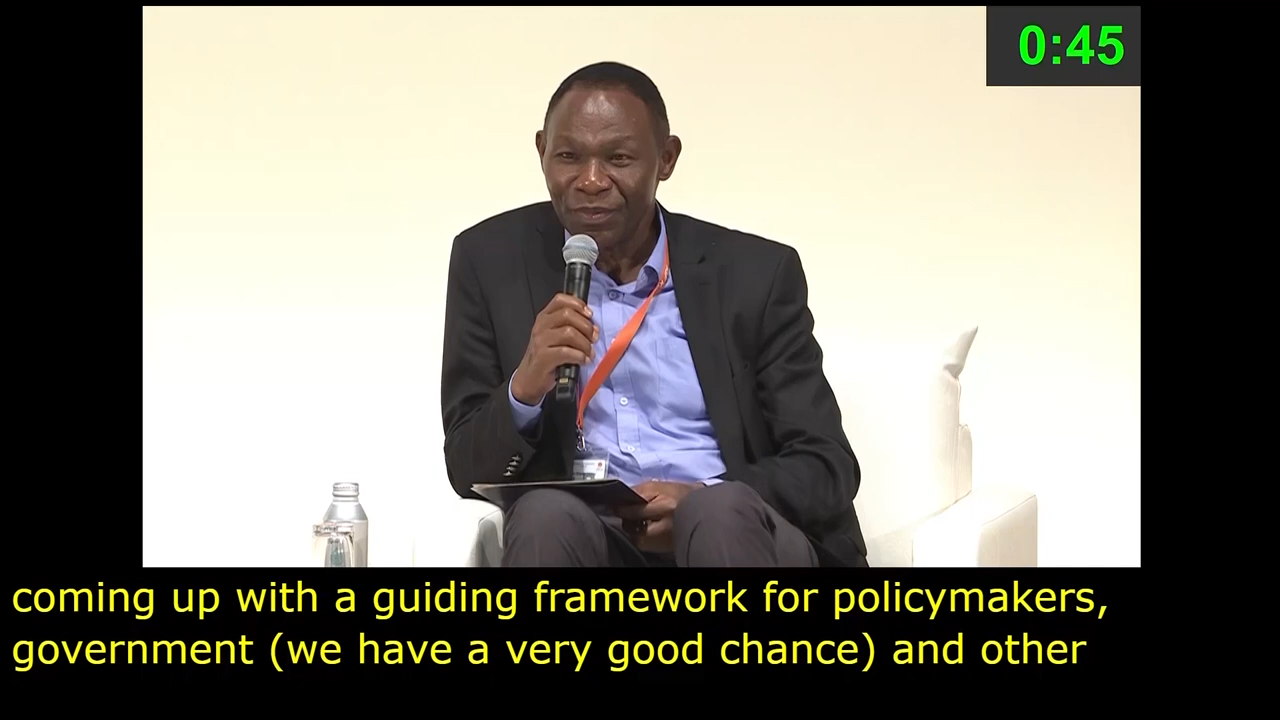 0:45
coming up with a guiding framework for policymakers,
government (we have a very good chance) and other